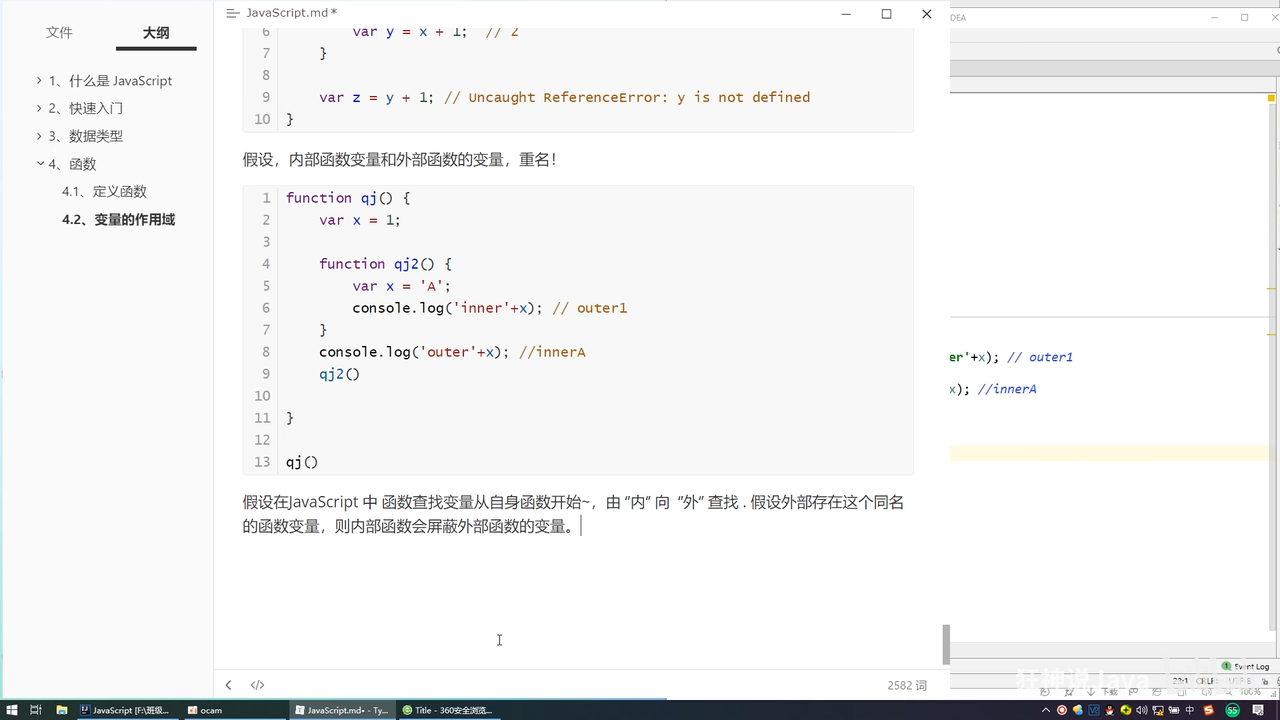 JavaScript.md*
DEA
文件
大纲
1、什么是 JavaScript
2、快速入门
3、数据类型
4、函数
4.1、定义函数
4.2、变量的作用域
6 var y = x + 1; // 2
7 }
8
9 var z = y + 1; // Uncaught ReferenceError: y is not defined
10 }
假设，内部函数变量和外部函数的变量，重名！
1 function qj() {
2 var x = 1;
3
4 function qj2() {
5 var x = 'A';
6 console.log('inner'+x); // outer1
7 }
8 console.log('outer'+x); //innerA
9 qj2()
10
11 }
12
13 qj()
er'+x); // outer1
x); //innerA
假设在JavaScript 中 函数查找变量从自身函数开始~，由 “内” 向 “外” 查找 . 假设外部存在这个同名
的函数变量，则内部函数会屏蔽外部函数的变量。
2582 词
狂神说 Java
Event Log
JavaScript [F:\班级...
ocam
JavaScript.md• - Ty...
Title - 360安全浏览...
中